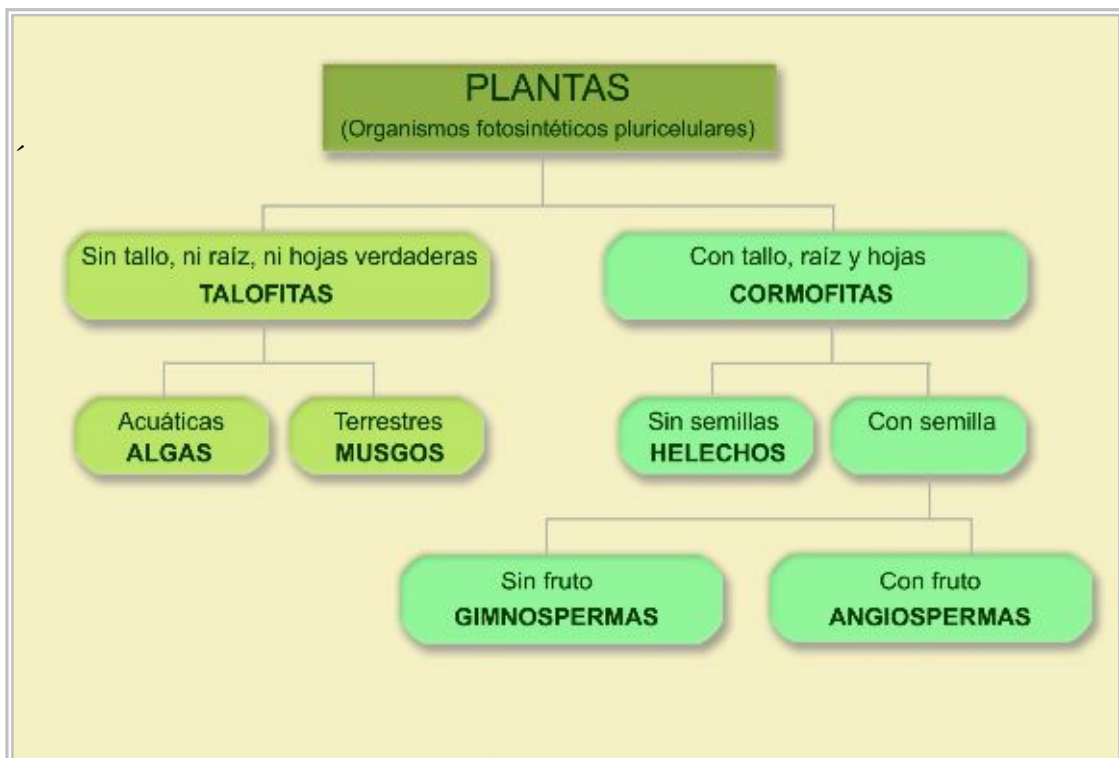 PLANTAS
(Organismos fotosintéticos pluricelulares)
Sin tallo, ni raíz, ni hojas verdaderas
TALOFITAS
Con tallo, raíz y hojas
CORMOFITAS
Acuáticas
ALGAS
Terrestres
MUSGOS
Sin semillas
HELECHOS
Con semilla
Sin fruto
GIMNOSPERMAS
Con fruto
ANGIOSPERMAS